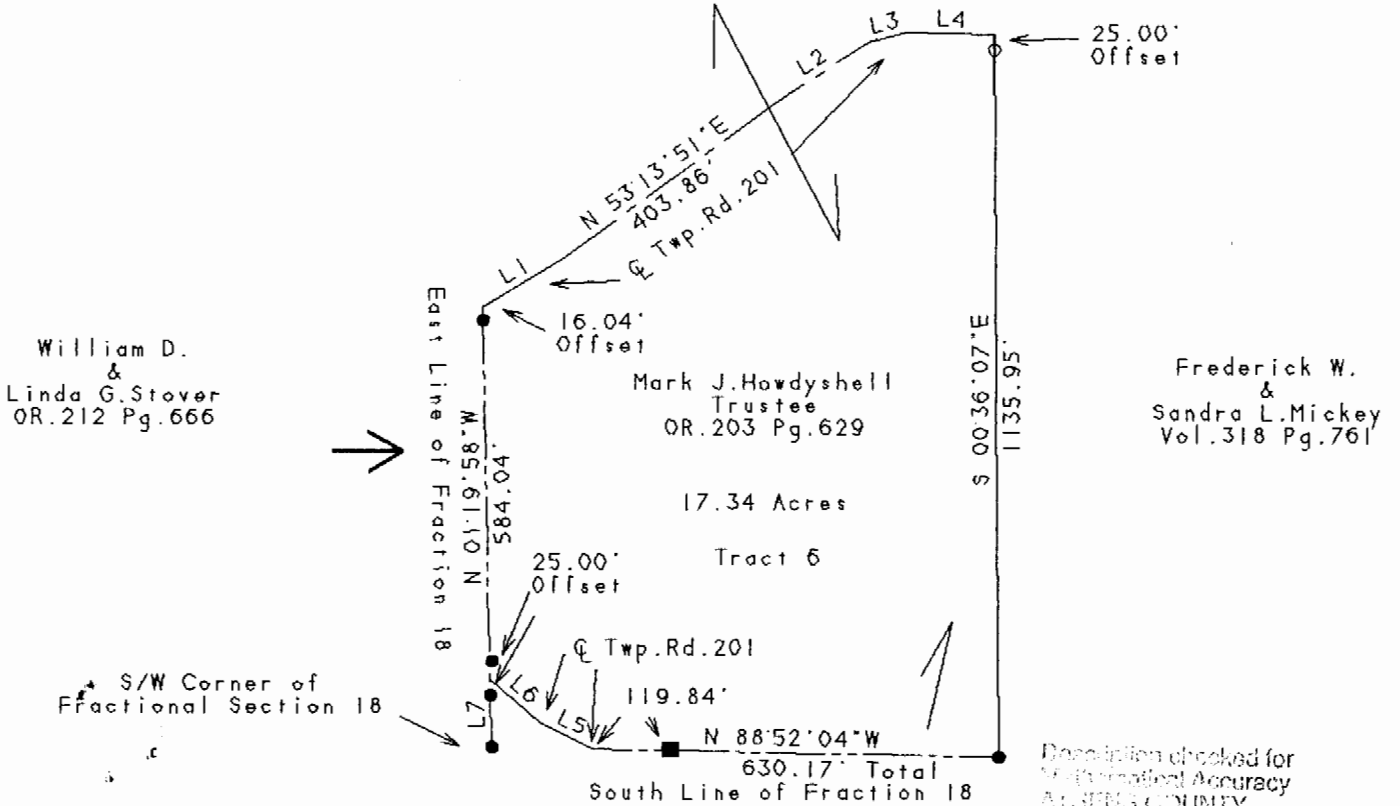 L3
L4
25.00'
Offset
L2
N 53°13'51"E
403.86'
℄ Twp.Rd.201
L1
16.04'
Offset
William D.
&
Linda G.Stover
OR.212 Pg.666
East Line of Fraction 18
N 01°19'58"W
584.04'
Mark J.Howdyshell
Trustee
OR.203 Pg.629
17.34 Acres
Tract 6
S 00°36'07"E
1135.95'
Frederick W.
&
Sandra L.Mickey
Vol.318 Pg.761
25.00'
Offset
℄ Twp.Rd.201
S/W Corner of
Fractional Section 18
L7
L6
L5
119.84'
N 88°52'04"W
630.17' Total
South Line of Fraction 18
Description checked for
Mathematical Accuracy
COUNTY